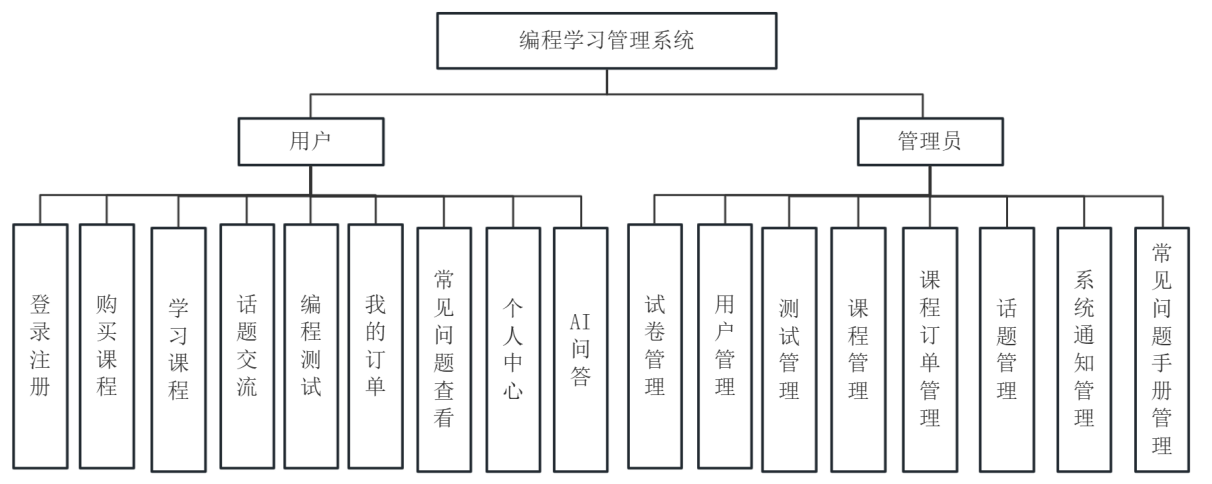 编程学习管理系统
用户
管理员
登录注册
购买课程
学习课程
话题交流
编程测试
我的订单
常见问题查看
个人中心
AI问答
试卷管理
用户管理
测试管理
课程管理
课程订单管理
话题管理
系统通知管理
常见问题手册管理